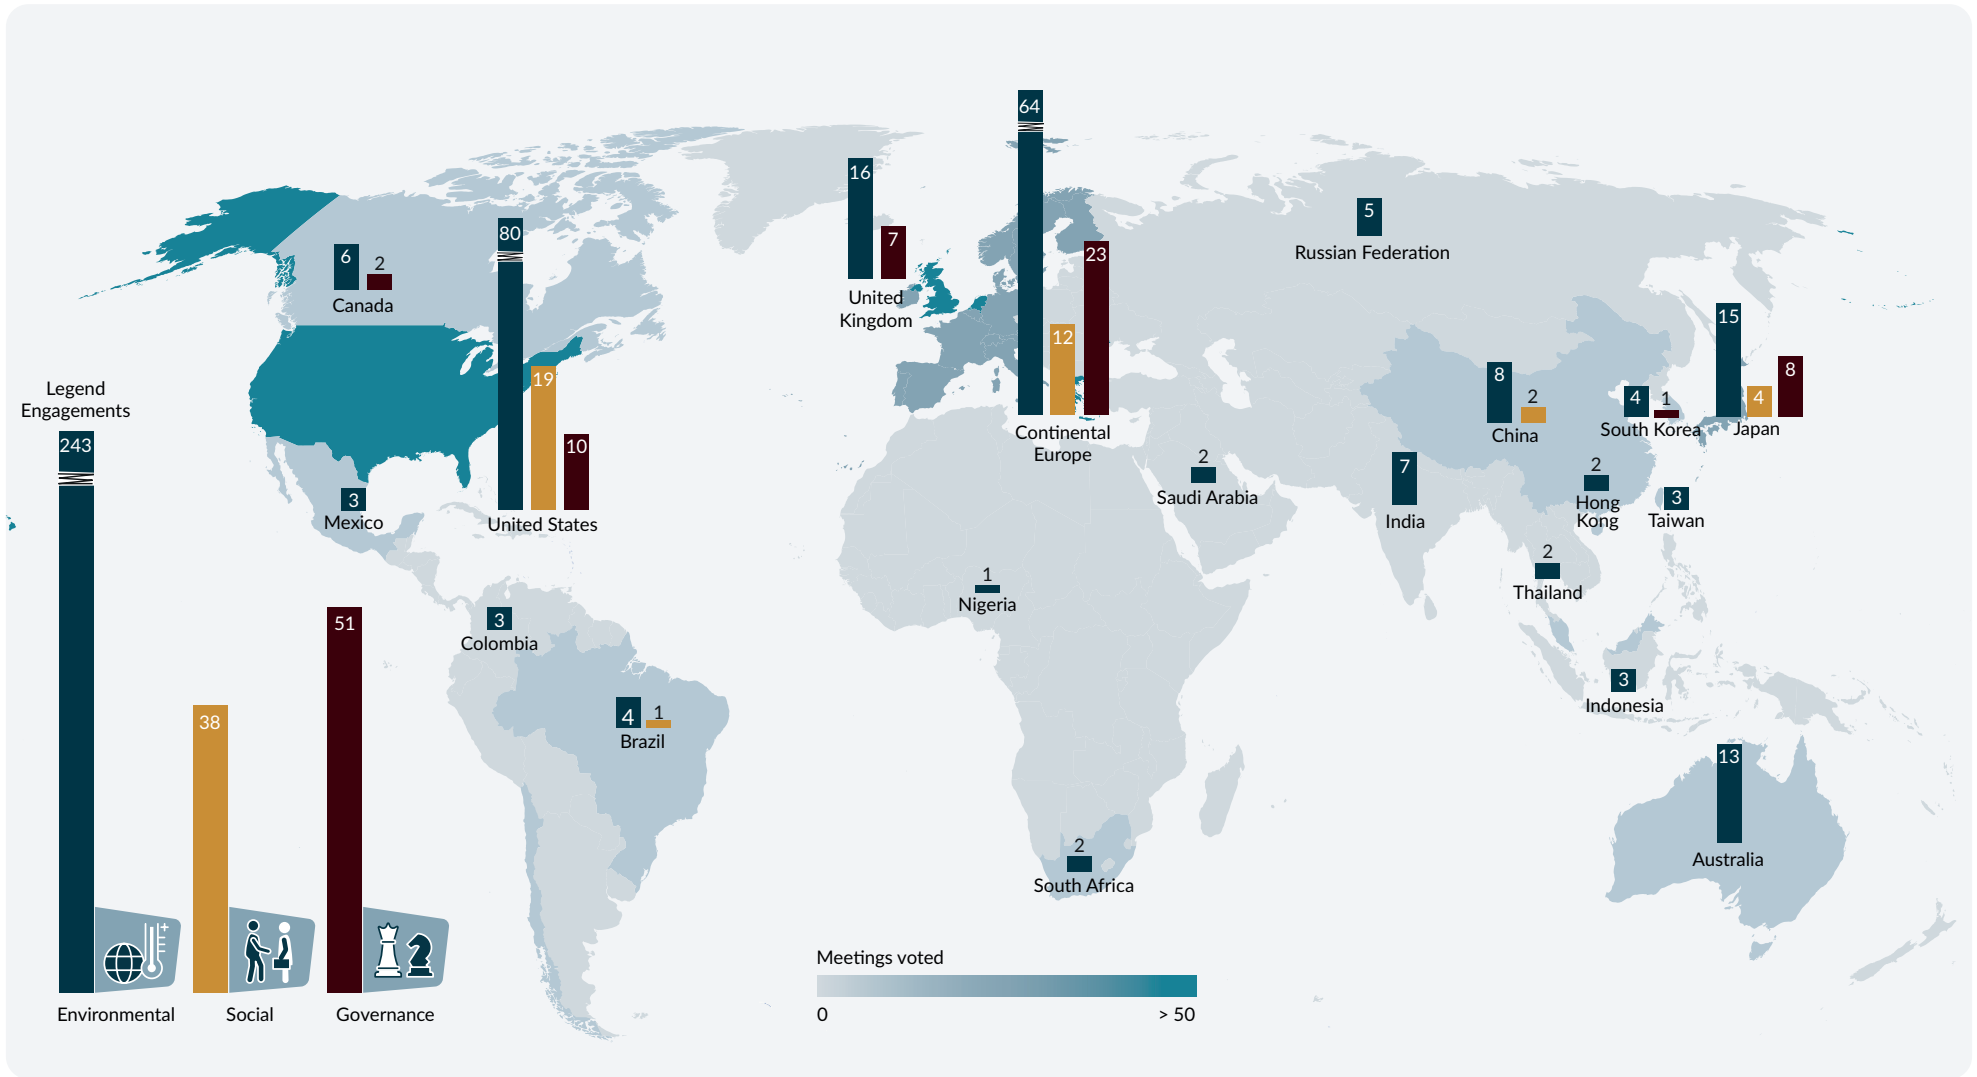 64
16
7
5
Russian Federation
6
2
Canada
80
23
United
Kingdom
15
12
8
Legend
Engagements
243
19
8
2
4
1
4
China
South Korea
Japan
Continental
Europe
10
2
Saudi Arabia
7
India
2
Hong
Kong
3
Taiwan
3
Mexico
United States
2
Thailand
1
Nigeria
3
Colombia
51
38
4
1
Brazil
3
Indonesia
13
Australia
2
South Africa
Environmental
Social
Governance
Meetings voted
0
> 50